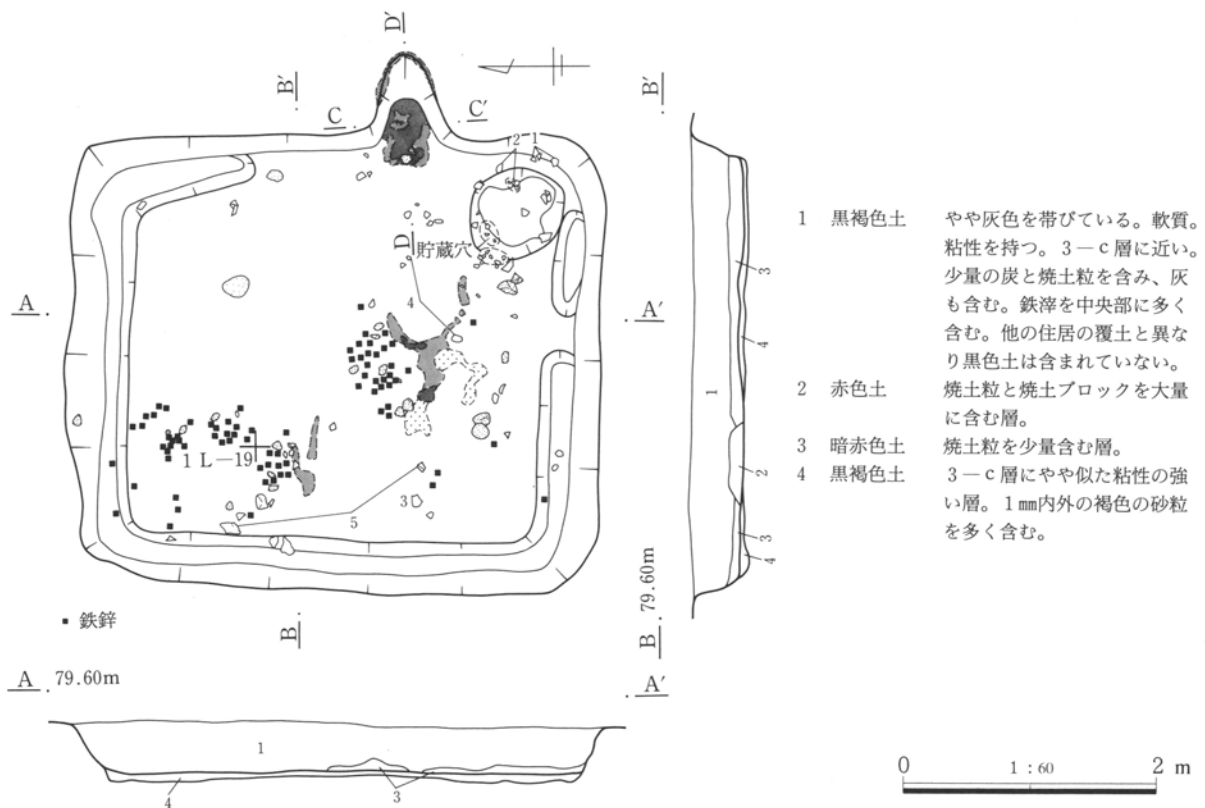 D′
B′
C
C′
2
1
D
貯蔵穴
4
A
A′
1 L—19
3
5
B
■ 鉄鋅
A
79.60m
A′
1
4
3
B′
3
4
1
2
3
4
B
79.60m
1 黒褐色土 やや灰色を帯びている。軟質。
粘性を持つ。3—c層に近い。
少量の炭と焼土粒を含み、灰
も含む。鉄滓を中央部に多く
含む。他の住居の覆土と異な
り黒色土は含まれていない。
2 赤色土 焼土粒と焼土ブロックを大量
に含む層。
3 暗赤色土 焼土粒を少量含む層。
4 黒褐色土 3—c層にやや似た粘性の強
い層。1㎜内外の褐色の砂粒
を多く含む。
0 1:60 2 m